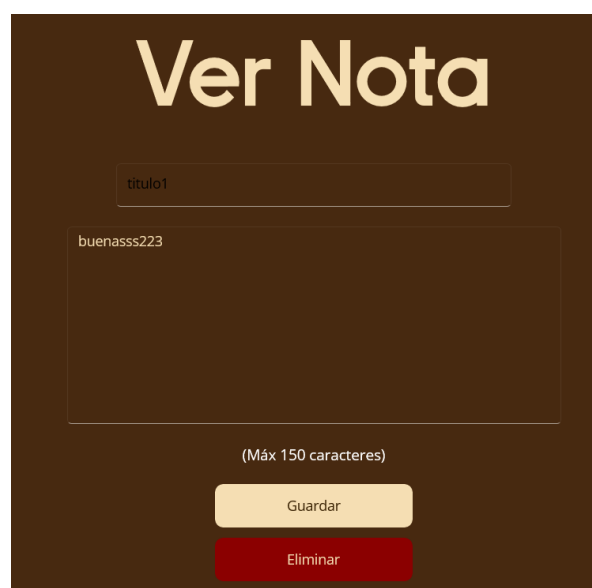 Ver Nota
titulo1
buenasss223
(Máx 150 caracteres)
Guardar
Eliminar